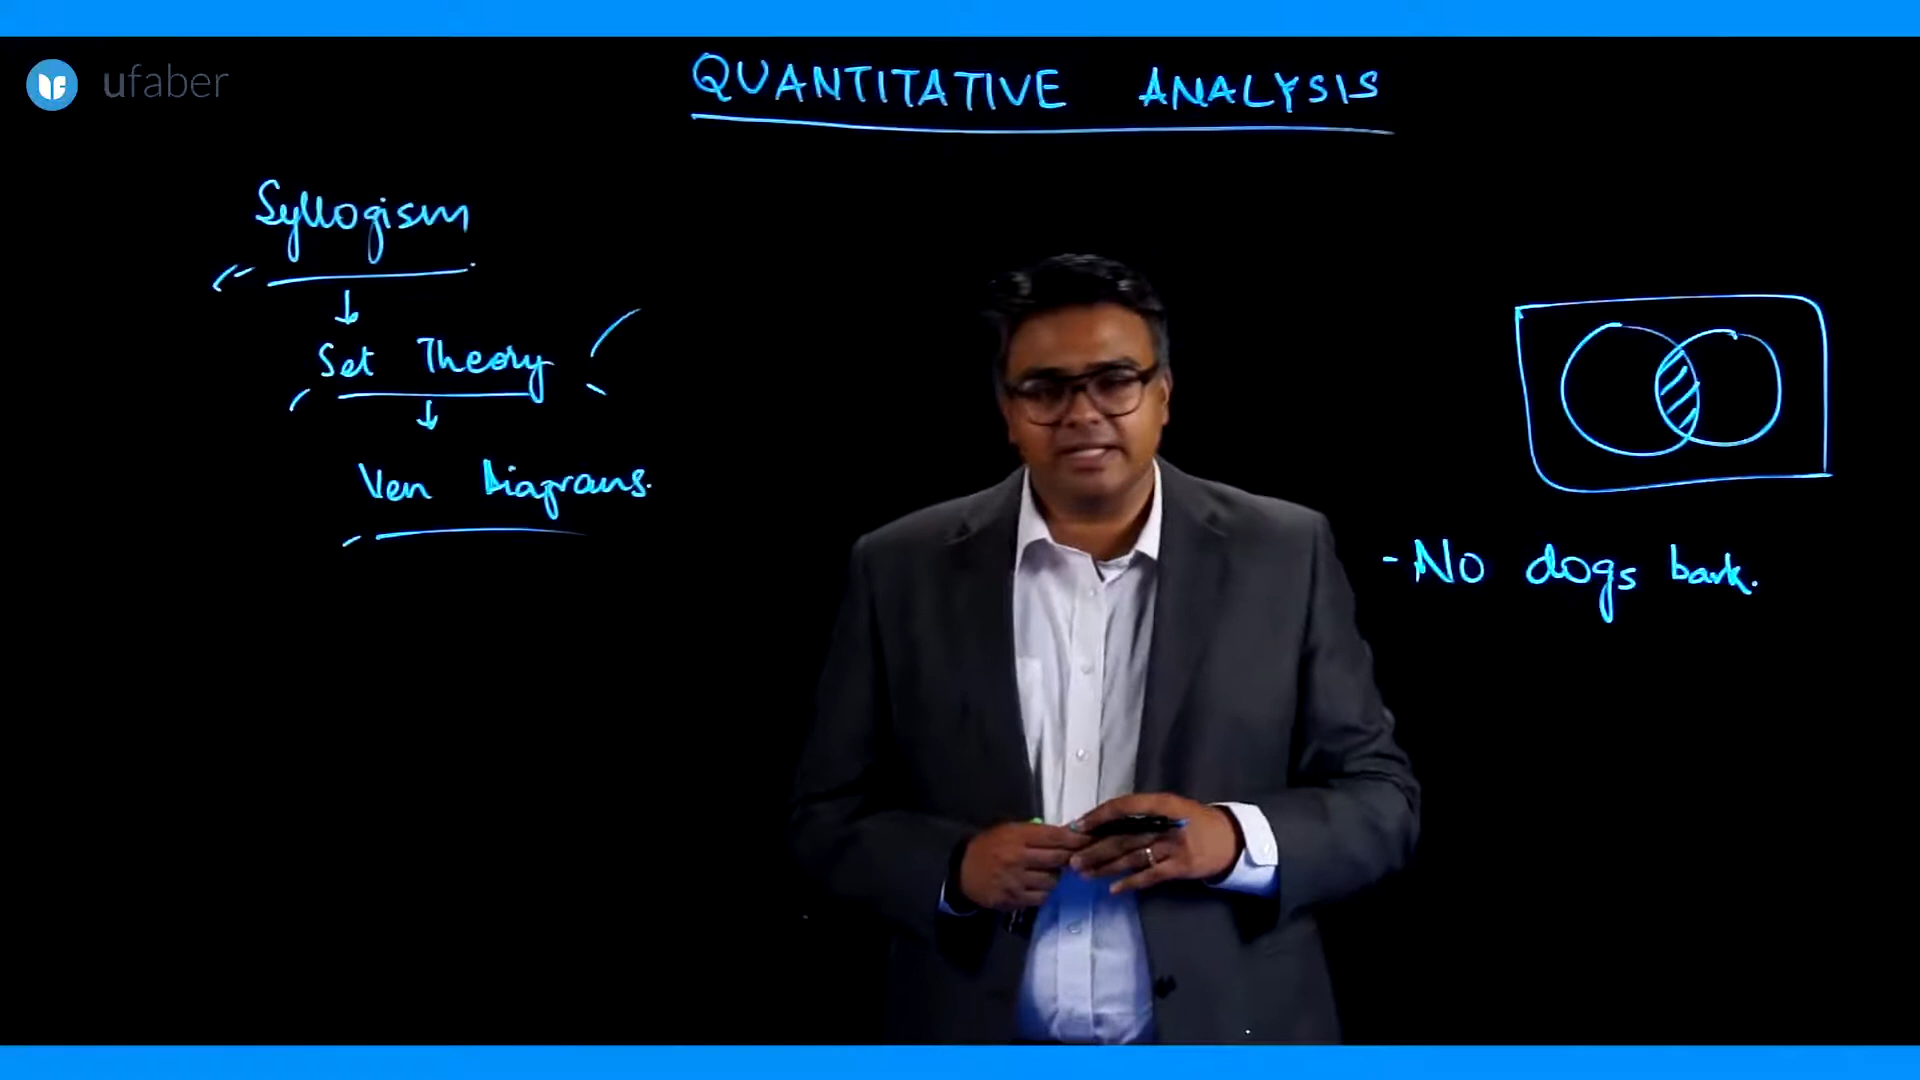 ufaber
QUANTITATIVE ANALYSIS
Syllogism
Set Theory
Ven Diagrams.
- No dogs bark.